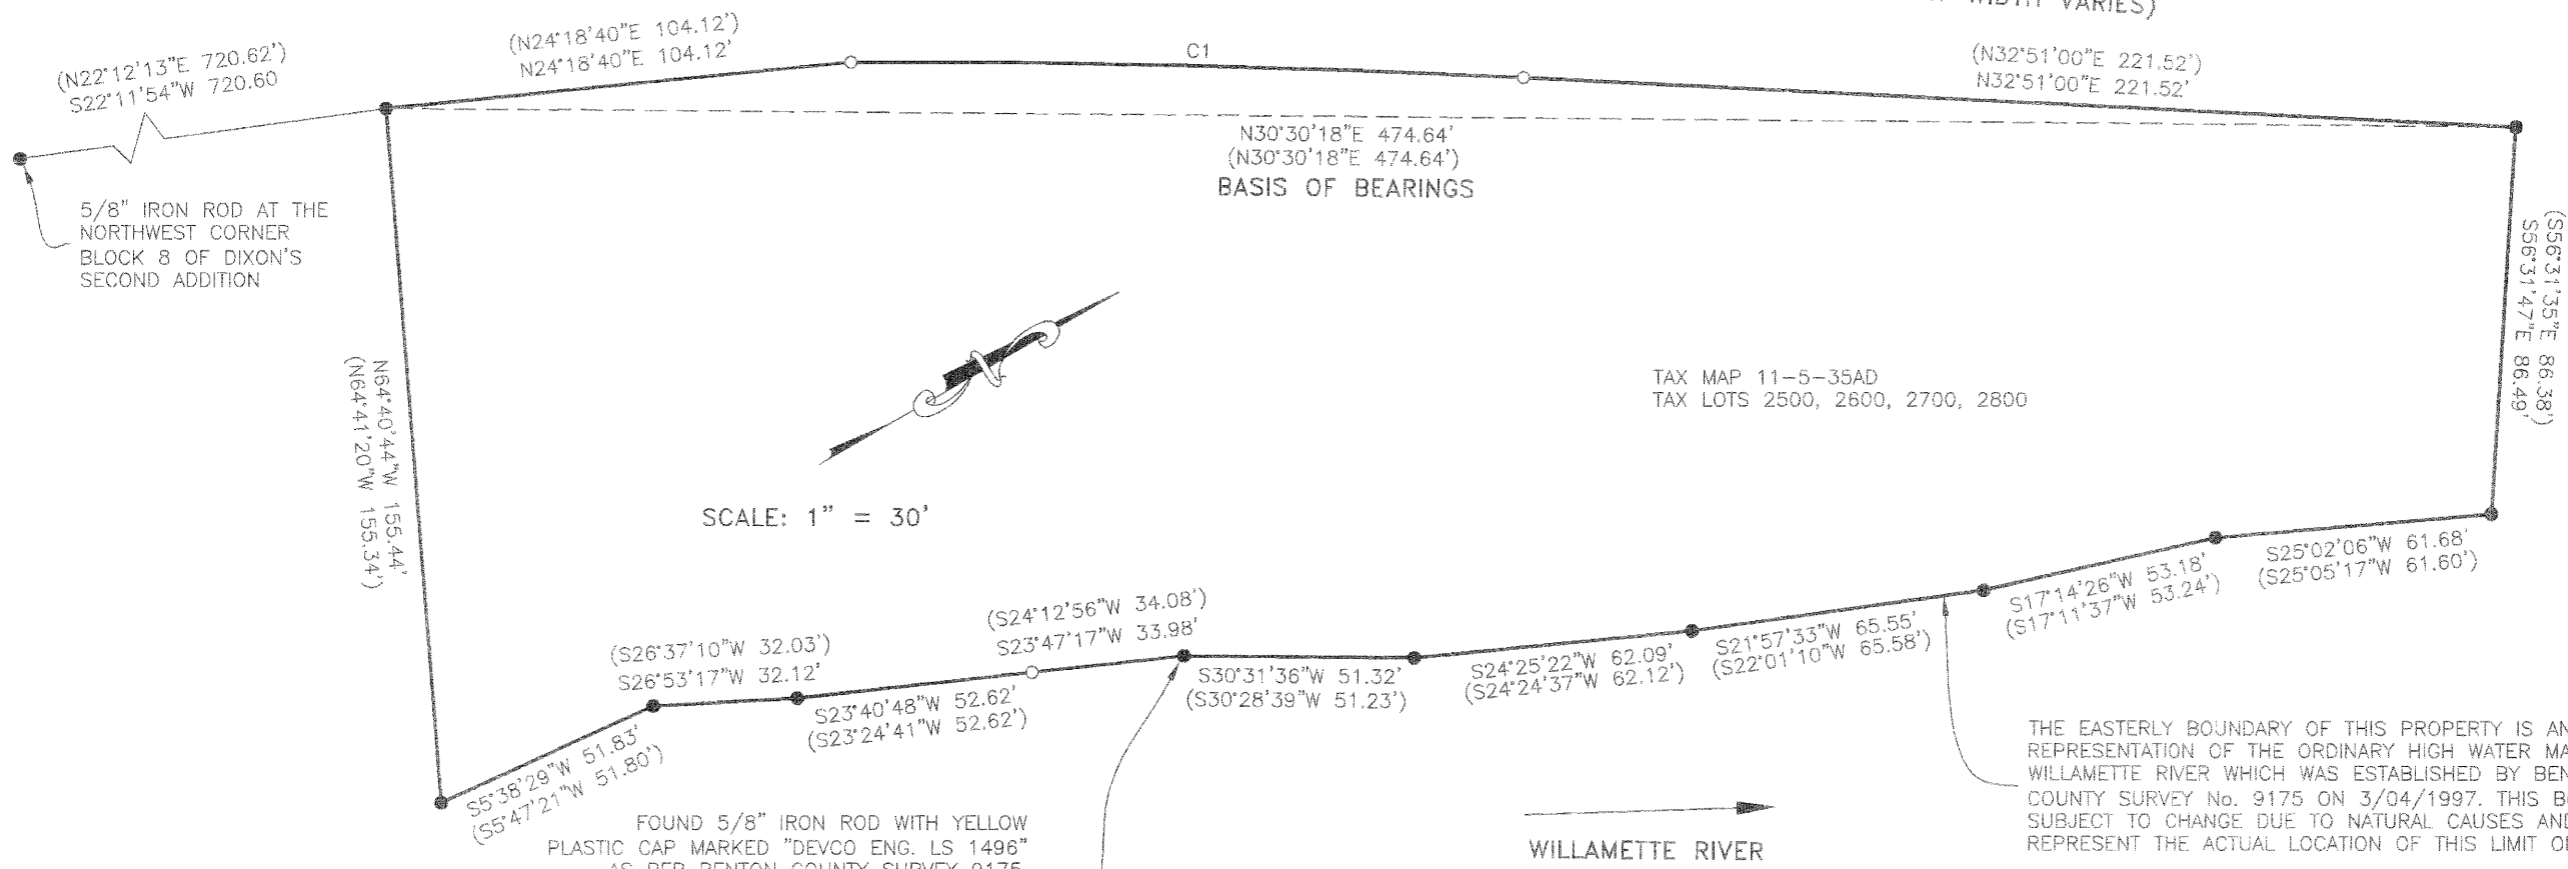 WIDTH VARIES)
(N22°12'13"E 720.62')
S22°11'54"W 720.60
(N24°18'40"E 104.12')
N24°18'40"E 104.12'
C1
(N32°51'00"E 221.52')
N32°51'00"E 221.52'
N30°30'18"E 474.64'
(N30°30'18"E 474.64')
BASIS OF BEARINGS
5/8" IRON ROD AT THE
NORTHWEST CORNER
BLOCK 8 OF DIXON'S
SECOND ADDITION
(S56°31'35"E 86.38')
S56°31'47"E 86.49'
N64°40'44"W 155.44'
(N64°41'20"W 155.34')
N
TAX MAP 11-5-35AD
TAX LOTS 2500, 2600, 2700, 2800
SCALE: 1" = 30'
S25°02'06"W 61.68'
(S25°05'17"W 61.60')
S17°14'26"W 53.18'
(S17°11'37"W 53.24')
S21°57'33"W 65.55'
(S22°01'10"W 65.58')
S24°25'22"W 62.09'
(S24°24'37"W 62.12')
S30°31'36"W 51.32'
(S30°28'39"W 51.23')
(S24°12'56"W 34.08')
S23°47'17"W 33.98'
S23°40'48"W 52.62'
(S23°24'41"W 52.62')
(S26°37'10"W 32.03')
S26°53'17"W 32.12'
S5°38'29"W 51.83'
(S5°47'21"W 51.80')
FOUND 5/8" IRON ROD WITH YELLOW
PLASTIC CAP MARKED "DEVCO ENG. LS 1496"
AS PER BENTON COUNTY SURVEY 9175
WILLAMETTE RIVER
THE EASTERLY BOUNDARY OF THIS PROPERTY IS AN
REPRESENTATION OF THE ORDINARY HIGH WATER MA
WILLAMETTE RIVER WHICH WAS ESTABLISHED BY BEN
COUNTY SURVEY No. 9175 ON 3/04/1997. THIS B
SUBJECT TO CHANGE DUE TO NATURAL CAUSES AND
REPRESENT THE ACTUAL LOCATION OF THIS LIMIT O